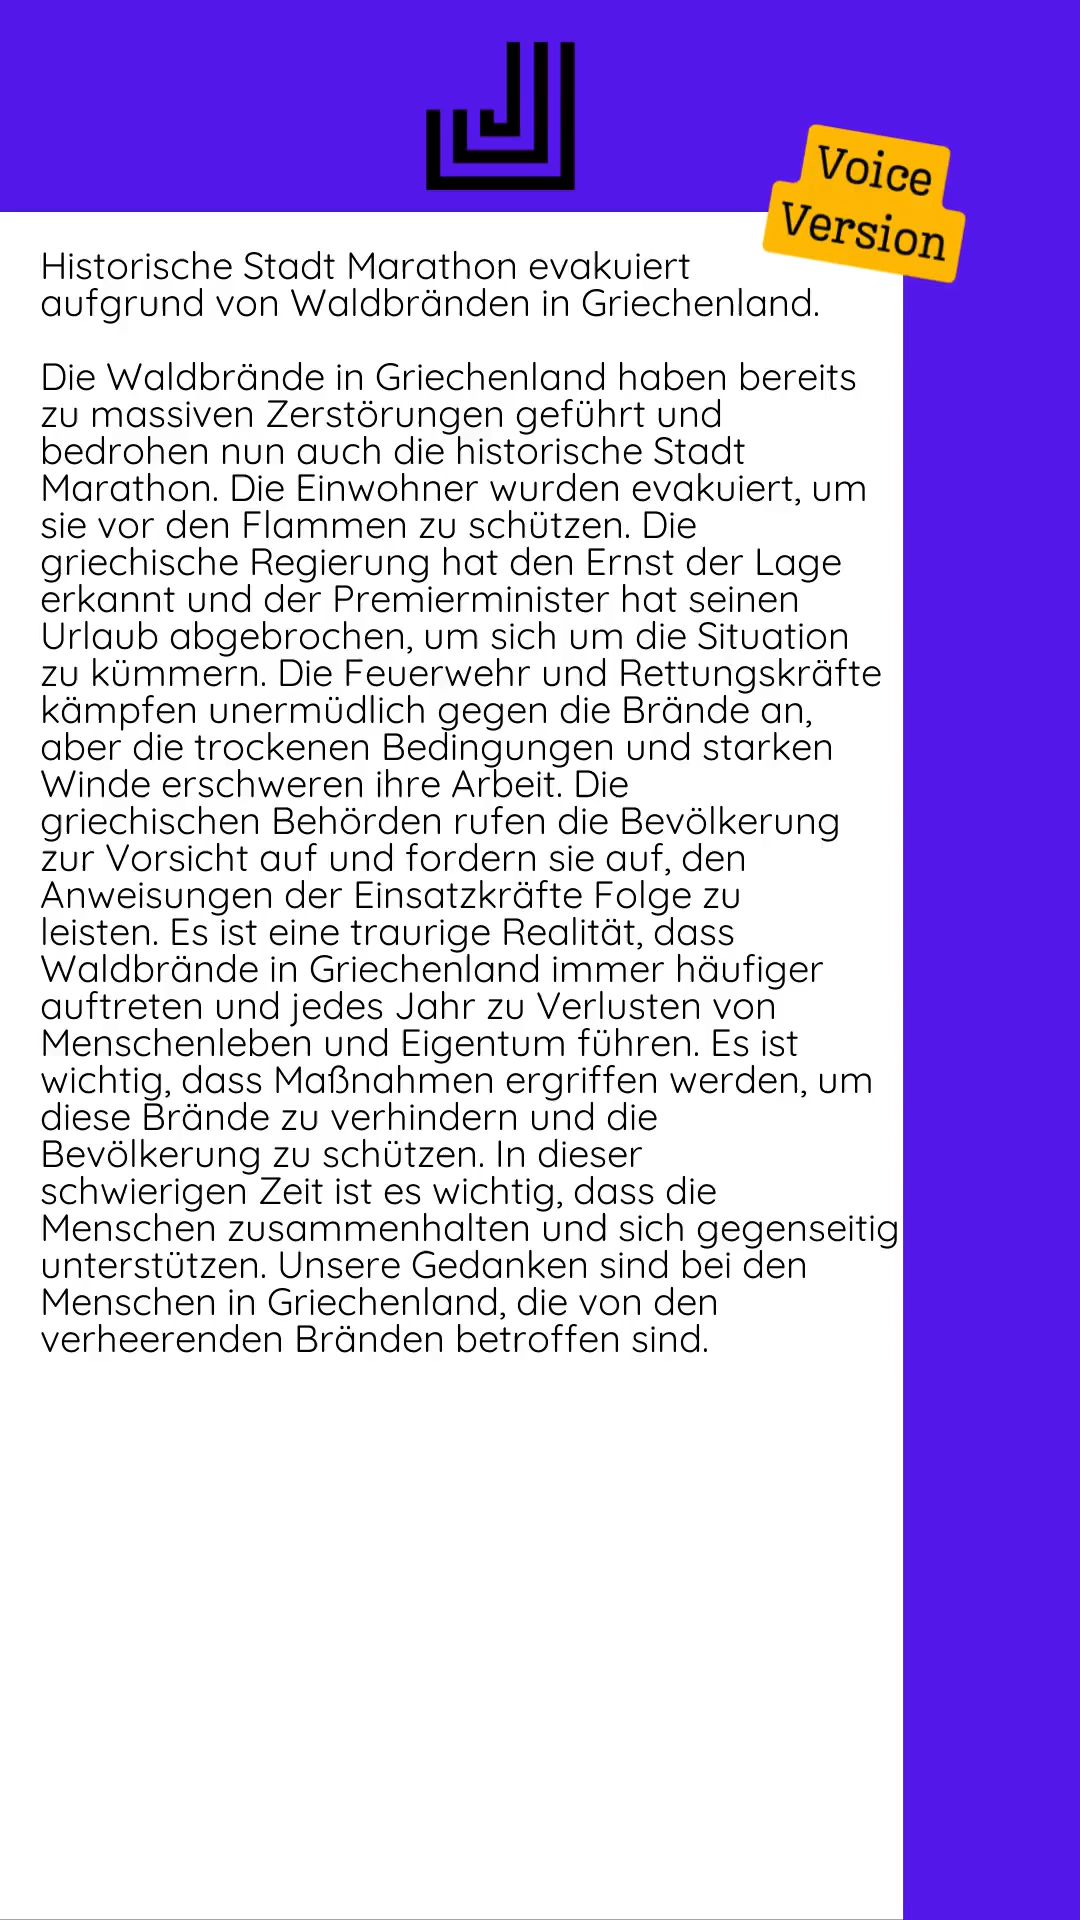 Voice
Version
Historische Stadt Marathon evakuiert
aufgrund von Waldbränden in Griechenland.
Die Waldbrände in Griechenland haben bereits
zu massiven Zerstörungen geführt und
bedrohen nun auch die historische Stadt
Marathon. Die Einwohner wurden evakuiert, um
sie vor den Flammen zu schützen. Die
griechische Regierung hat den Ernst der Lage
erkannt und der Premierminister hat seinen
Urlaub abgebrochen, um sich um die Situation
zu kümmern. Die Feuerwehr und Rettungskräfte
kämpfen unermüdlich gegen die Brände an,
aber die trockenen Bedingungen und starken
Winde erschweren ihre Arbeit. Die
griechischen Behörden rufen die Bevölkerung
zur Vorsicht auf und fordern sie auf, den
Anweisungen der Einsatzkräfte Folge zu
leisten. Es ist eine traurige Realität, dass
Waldbrände in Griechenland immer häufiger
auftreten und jedes Jahr zu Verlusten von
Menschenleben und Eigentum führen. Es ist
wichtig, dass Maßnahmen ergriffen werden, um
diese Brände zu verhindern und die
Bevölkerung zu schützen. In dieser
schwierigen Zeit ist es wichtig, dass die
Menschen zusammenhalten und sich gegenseitig
unterstützen. Unsere Gedanken sind bei den
Menschen in Griechenland, die von den
verheerenden Bränden betroffen sind.